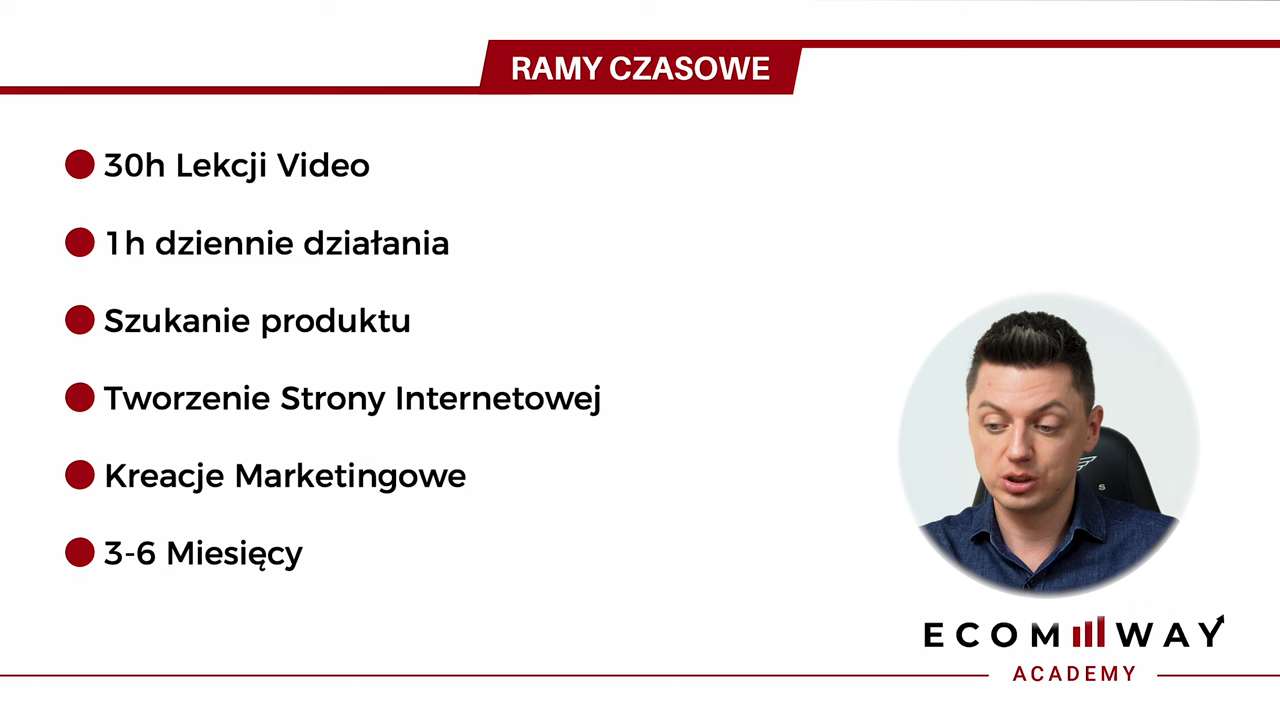 RAMY CZASOWE
30h Lekcji Video
1h dziennie działania
Szukanie produktu
Tworzenie Strony Internetowej
Kreacje Marketingowe
3-6 Miesięcy
S
ECOM WAY
ACADEMY